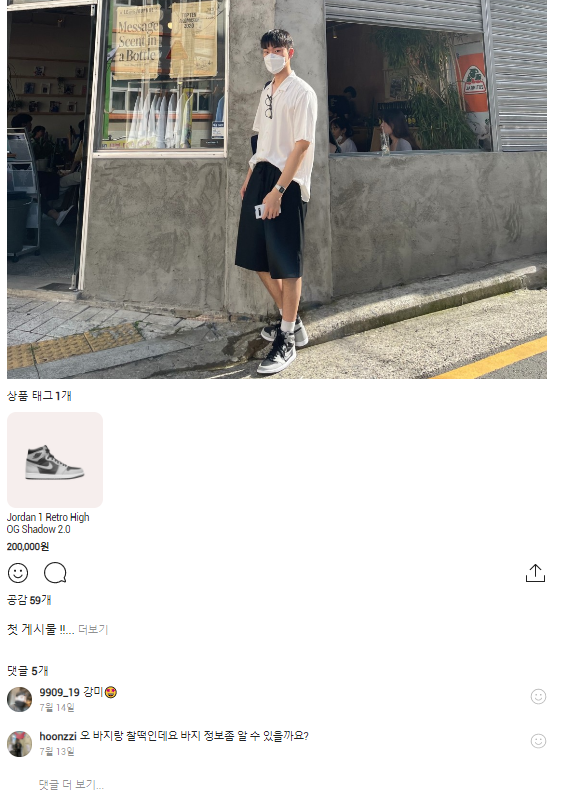 Message
Scent in
a Bottle
상품 태그 1개
Jordan 1 Retro High
OG Shadow 2.0
200,000원
공감 59개
첫 게시물 !!... 더보기
댓글 5개
9909_19 강미🤩
7월 14일
hoonzzi 오 바지랑 찰떡인데요 바지 정보좀 알 수 있을까요?
7월 13일
댓글 더 보기...